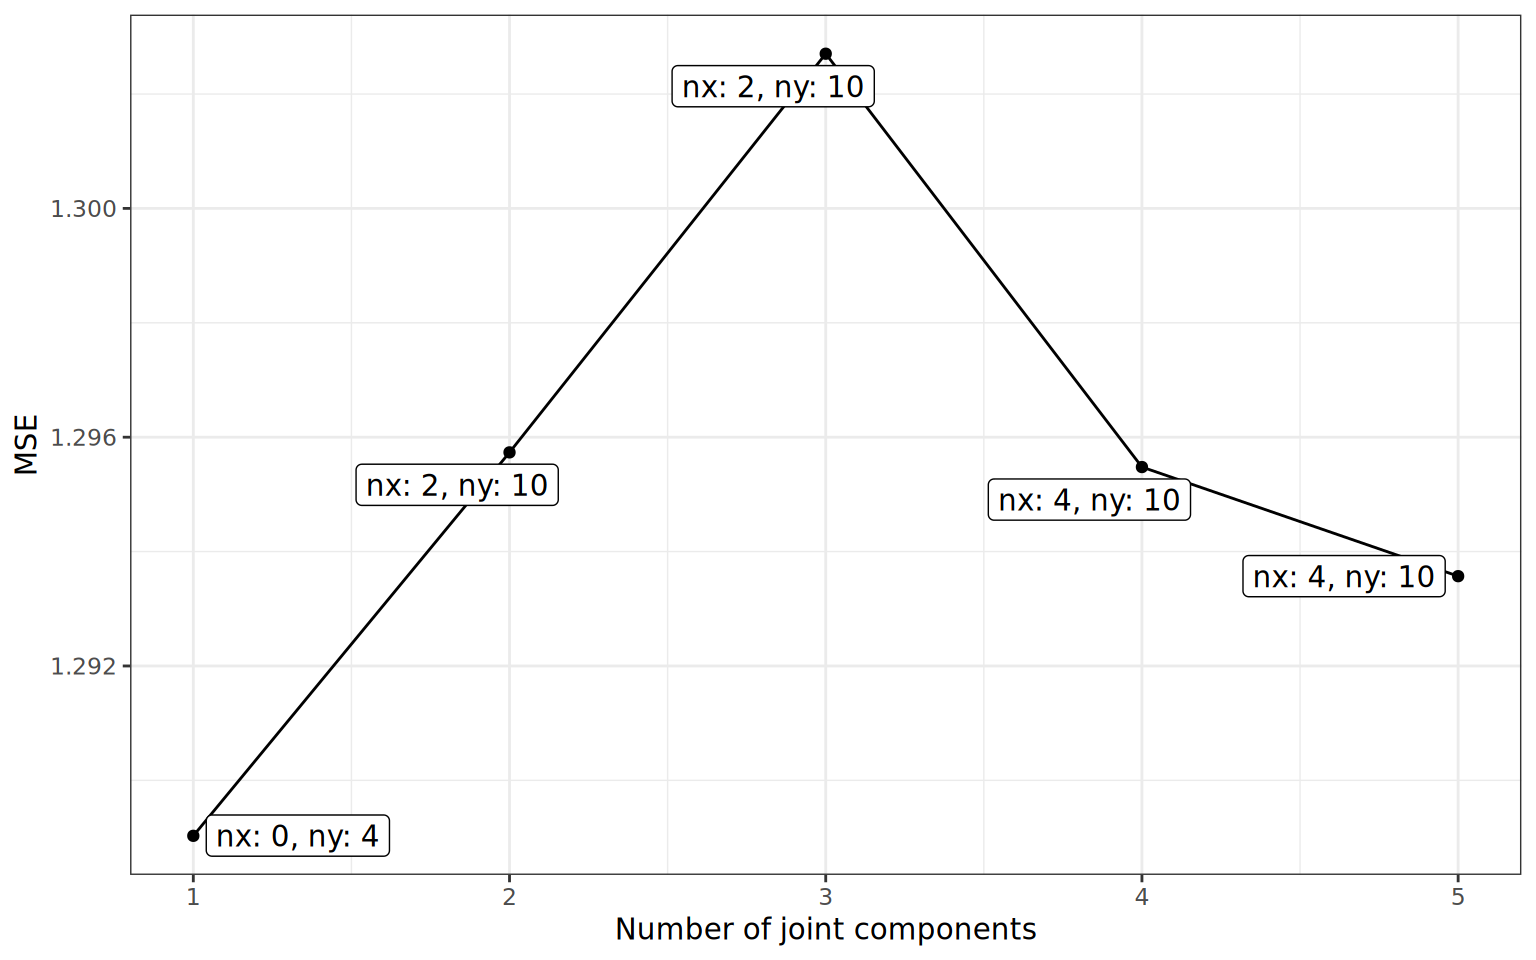 nx: 2, ny: 10
1.300
MSE
1.296
nx: 2, ny: 10
nx: 4, ny: 10
nx: 4, ny: 10
1.292
nx: 0, ny: 4
1 2 3 4 5
Number of joint components